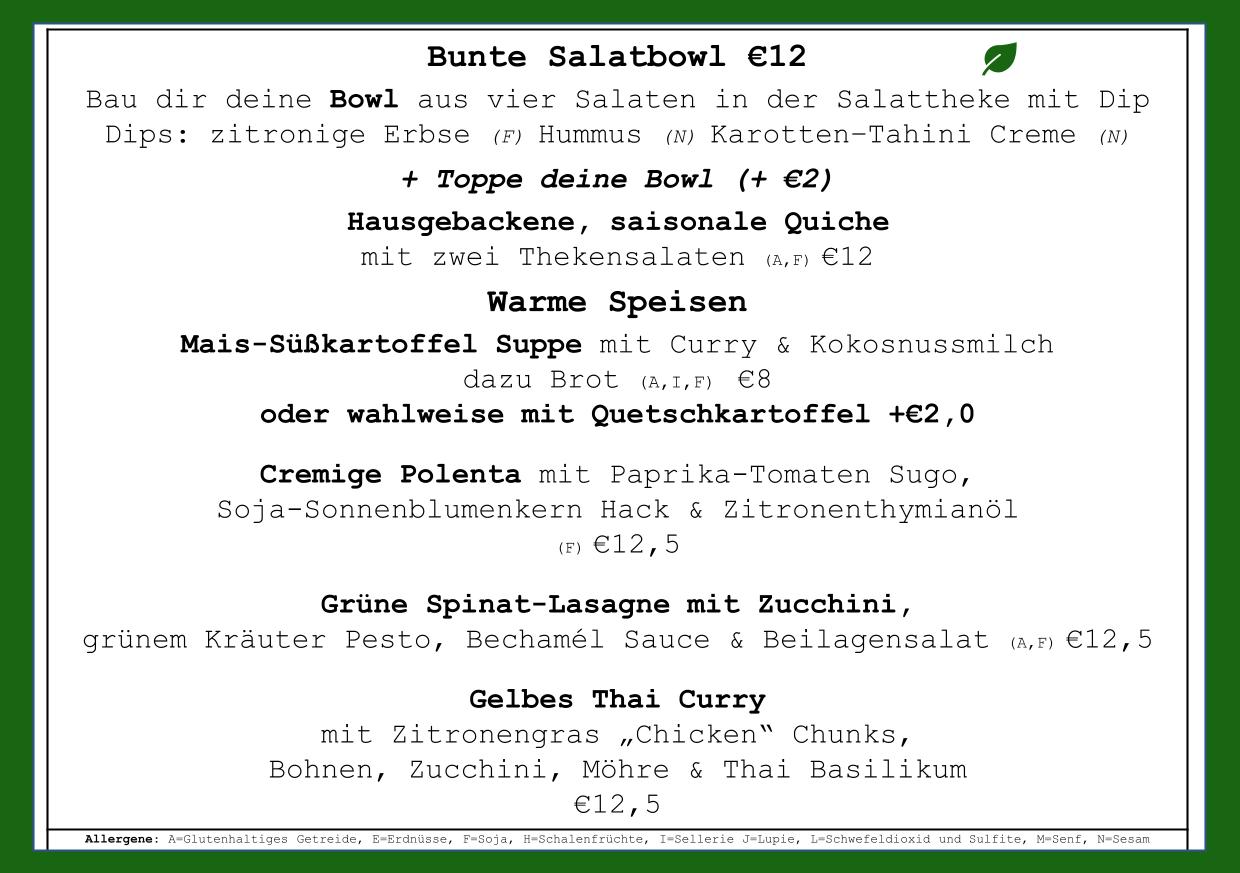 Bunte Salatbowl €12
Bau dir deine Bowl aus vier Salaten in der Salattheke mit Dip
Dips: zitronige Erbse (F) Hummus (N) Karotten-Tahini Creme (N)
+ Toppe deine Bowl (+ €2)
Hausgebackene, saisonale Quiche
mit zwei Thekensalaten (A,F) €12
Warme Speisen
Mais-Süßkartoffel Suppe mit Curry & Kokosnussmilch
dazu Brot (A,I,F) €8
oder wahlweise mit Quetschkartoffel +€2,0
Cremige Polenta mit Paprika-Tomaten Sugo,
Soja-Sonnenblumenkern Hack & Zitronenthymianöl
(F) €12,5
Grüne Spinat-Lasagne mit Zucchini,
grünem Kräuter Pesto, Bechamél Sauce & Beilagensalat (A,F) €12,5
Gelbes Thai Curry
mit Zitronengras „Chicken‟ Chunks,
Bohnen, Zucchini, Möhre & Thai Basilikum
€12,5
Allergene: A=Glutenhaltiges Getreide, E=Erdnüsse, F=Soja, H=Schalenfrüchte, I=Sellerie J=Lupie, L=Schwefeldioxid und Sulfite, M=Senf, N=Sesam